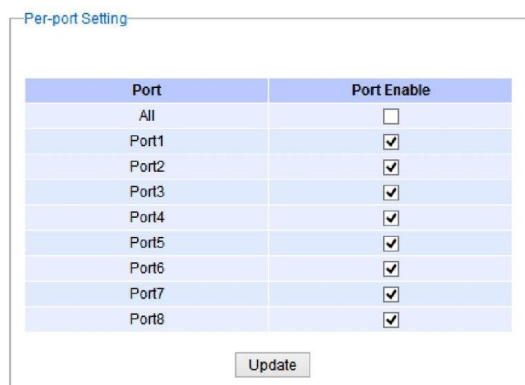 Per-port Setting
Port Port Enable
All
Port1
Port2
Port3
Port4
Port5
Port6
Port7
Port8
Update